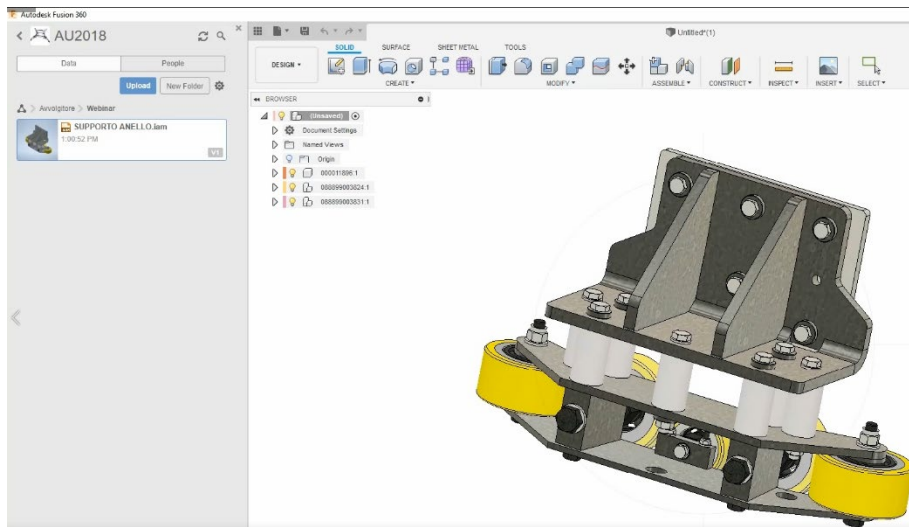 Autodesk Fusion 360
AU2018
Data People
Upload New Folder
Avvolgitore > Webinar
SUPPORTO ANELLO.iam
1:00:52 PM
V1
Untitled*(1)
SOLID SURFACE SHEET METAL TOOLS
DESIGN
CREATE MODIFY ASSEMBLE CONSTRUCT INSPECT INSERT SELECT
BROWSER
(Unsaved)
Document Settings
Named Views
Origin
000011806:1
088899003824:1
088899003831:1